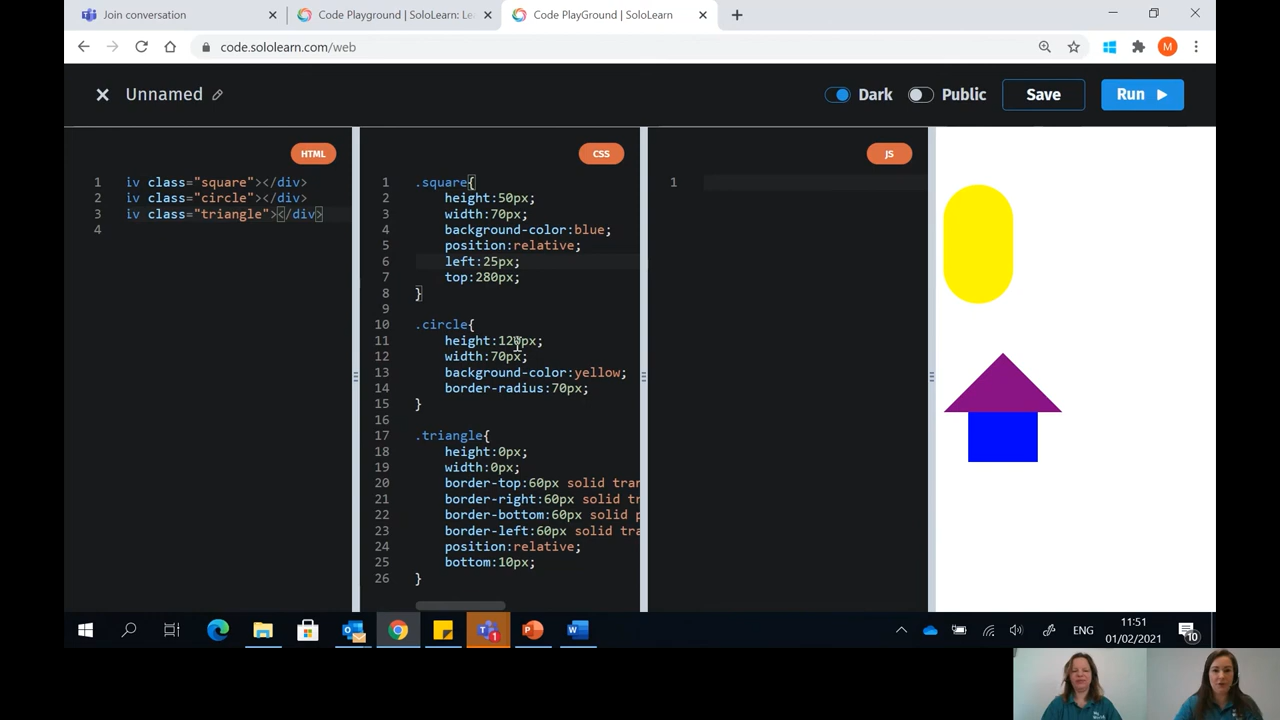 Join conversation
Code Playground | SoloLearn: Le
Code PlayGround | SoloLearn
code.sololearn.com/web
M
Unnamed
Dark
Public
Save
Run
HTML
1 iv class="square"></div>
2 iv class="circle"></div>
3 iv class="triangle"></div>
4
CSS
1 .square{
2 height:50px;
3 width:70px;
4 background-color:blue;
5 position:relative;
6 left:25px;
7 top:280px;
8 }
9
10 .circle{
11 height:120px;
12 width:70px;
13 background-color:yellow;
14 border-radius:70px;
15 }
16
17 .triangle{
18 height:0px;
19 width:0px;
20 border-top:60px solid tran
21 border-right:60px solid tr
22 border-bottom:60px solid p
23 border-left:60px solid tra
24 position:relative;
25 bottom:10px;
26 }
JS
1
ENG
11:51
01/02/2021
10